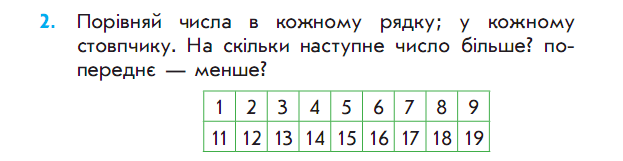 2. Порівняй числа в кожному рядку; у кожному
стовпчику. На скільки наступне число більше? по-
переднє — менше?
1 2 3 4 5 6 7 8 9
11 12 13 14 15 16 17 18 19